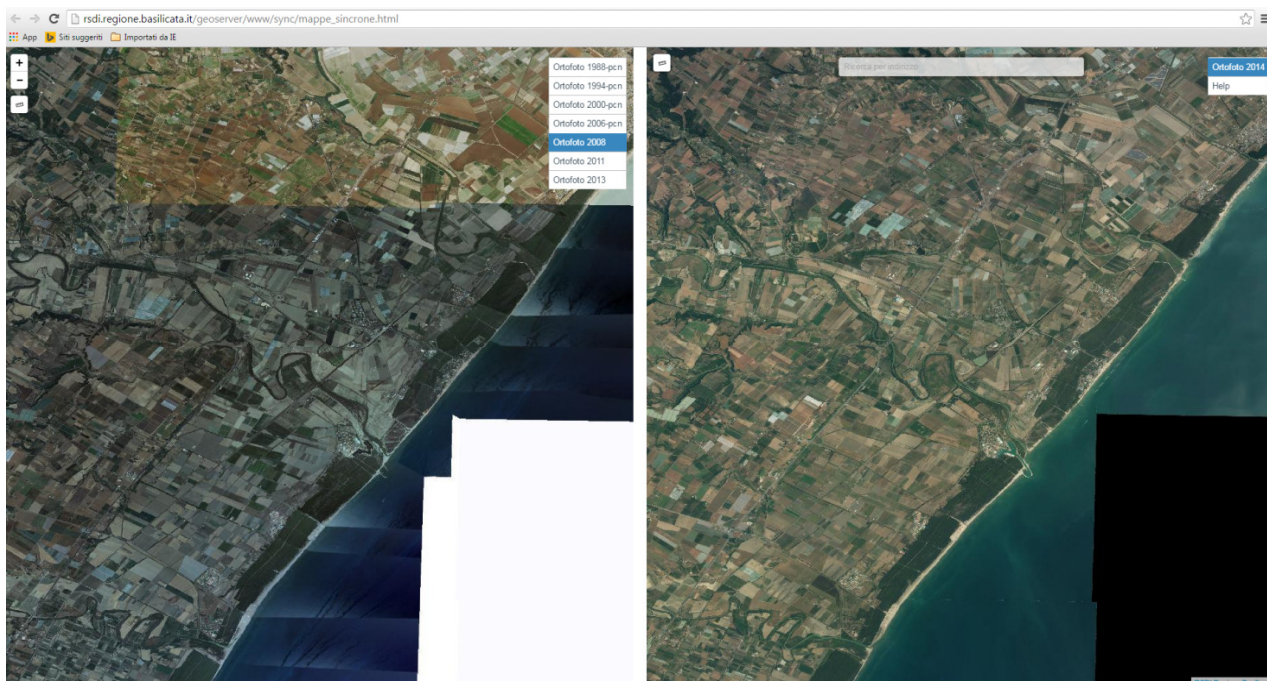 rsdi.regione.basilicata.it/geoserver/www/sync/mappe_sincrone.html
App Siti suggeriti Importati da IE
+
−
Ortofoto 1988-pcn
Ortofoto 1994-pcn
Ortofoto 2000-pcn
Ortofoto 2006-pcn
Ortofoto 2008
Ortofoto 2011
Ortofoto 2013
Ricerca per indirizzo
Ortofoto 2014
Help